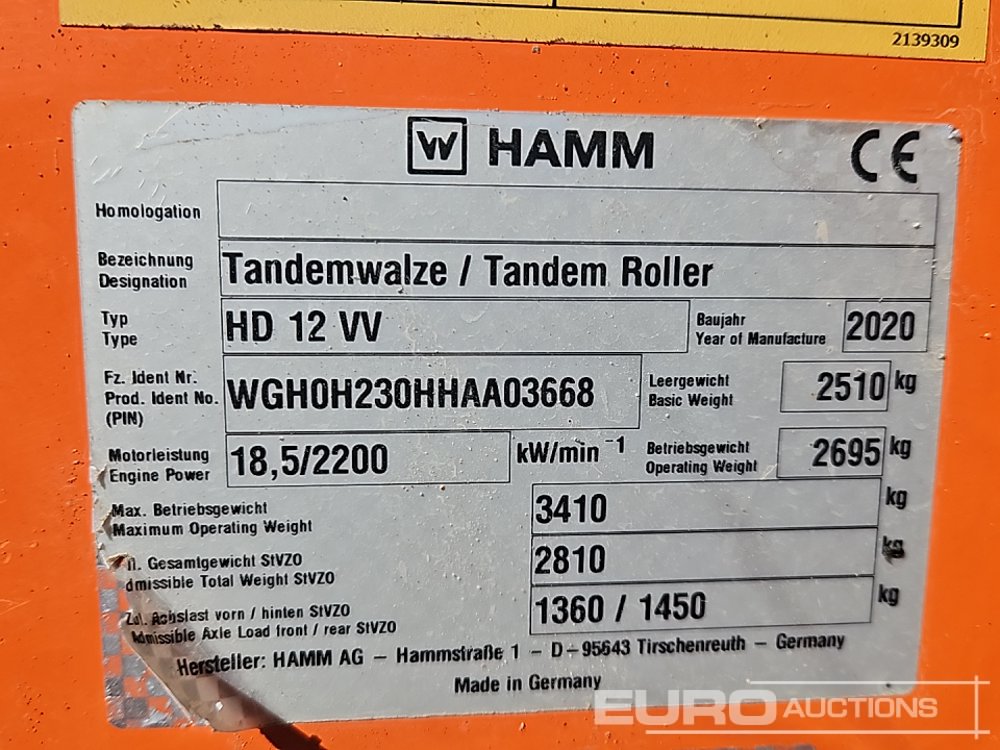 2139309
W HAMM CE
Homologation
Bezeichnung
Designation
Tandemwalze / Tandem Roller
Typ
Type
HD 12 VV
Baujahr
Year of Manufacture
2020
Fz. Ident Nr.
Prod. Ident No.
(PIN)
WGH0H230HHAA03668
Leergewicht
Basic Weight
2510 kg
Motorleistung
Engine Power
18,5/2200 kW/min ⁻¹
Betriebsgewicht
Operating Weight
2695 kg
Max. Betriebsgewicht
Maximum Operating Weight
3410 kg
l. Gesamtgewicht StVZO
dmissible Total Weight StVZO
2810 kg
Zul. Achslast vorn / hinten StVZO
Admissible Axle Load front / rear StVZO
1360 / 1450 kg
Hersteller: HAMM AG – Hammstraße 1 – D–95643 Tirschenreuth – Germany
Made in Germany
EURO AUCTIONS